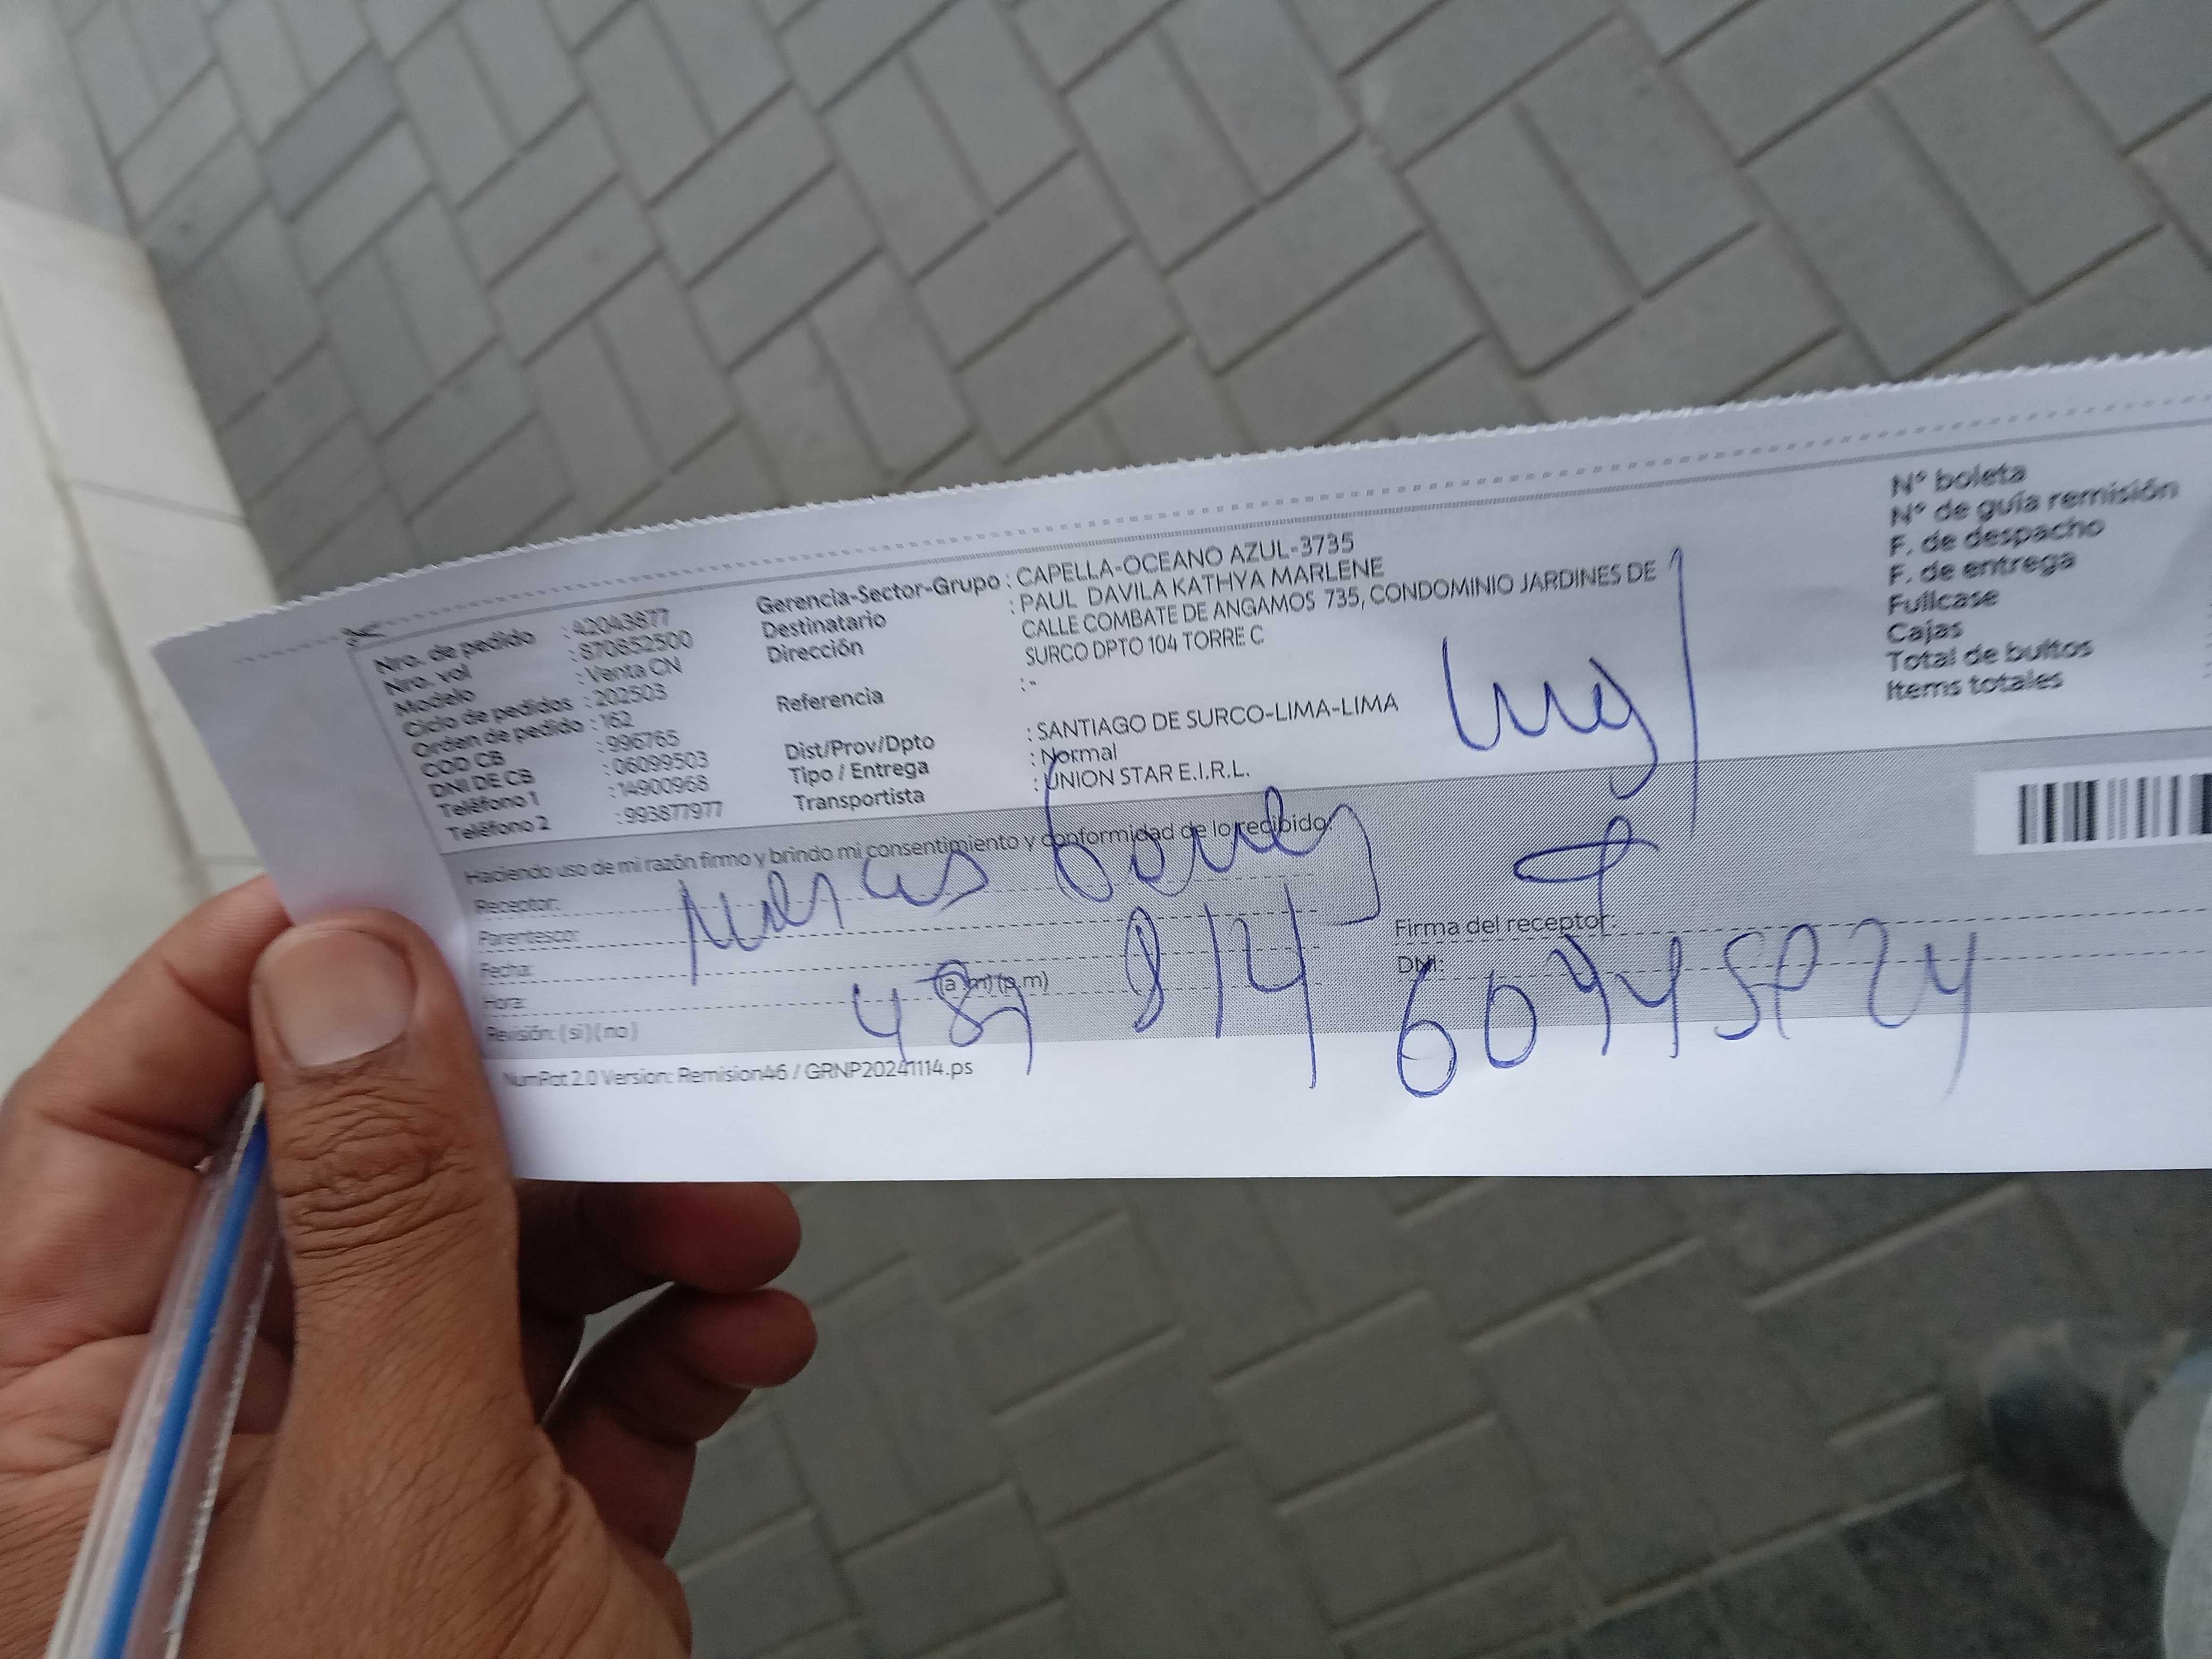 Nro. de pedido : 42043877
Nro. vol : 870852500
Modelo : Venta CN
Ciclo de pedidos : 202503
Orden de pedido : 162
COD CB : 996765
DNI DE CB : 06099503
Teléfono 1 : 14900968
Teléfono 2 : 993877977
Gerencia-Sector-Grupo : CAPELLA-OCEANO AZUL-3735
Destinatario : PAUL DAVILA KATHYA MARLENE
Dirección CALLE COMBATE DE ANGAMOS 735, CONDOMINIO JARDINES DE
SURCO DPTO 104 TORRE C
Referencia : -
Dist/Prov/Dpto : SANTIAGO DE SURCO-LIMA-LIMA
Tipo / Entrega : Normal
Transportista : UNION STAR E.I.R.L.
N° boleta
N° de guía remisión
F. de despacho
F. de entrega
Fullcase
Cajas
Total de bultos
Items totales
Haciendo uso de mi razón firmo y brindo mi consentimiento y conformidad de lo recibido:
Receptor:
Parentesco:
Fecha:
Hora: (a.m) (p.m)
Revisión: ( si ) ( no )
Firma del receptor:
DNI:
NumRot 2.0 Version: Remision46 / GRNP20241114.ps